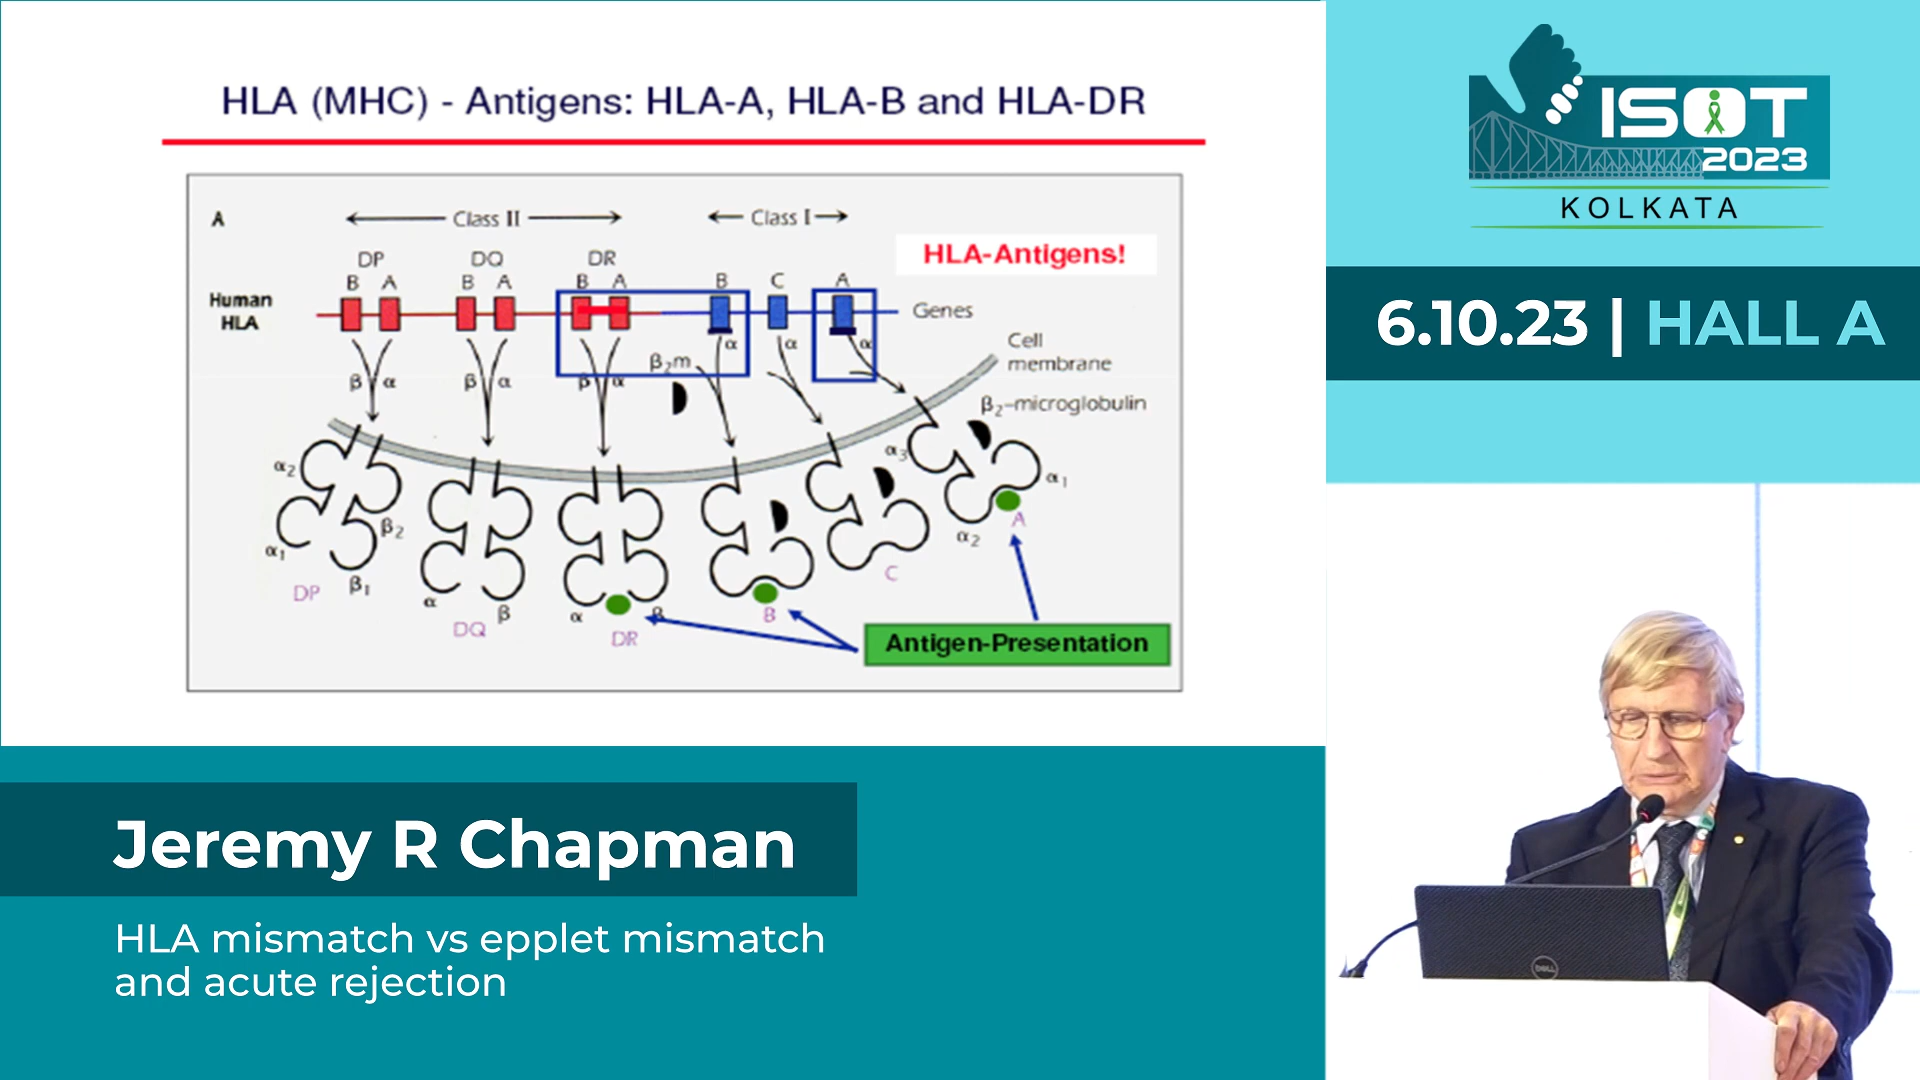 HLA (MHC) - Antigens: HLA-A, HLA-B and HLA-DR
A
Class II
Class I
HLA-Antigens!
DP
DQ
DR
B A
B A
B A
B
C
A
Human
HLA
Genes
α
α
α
β₂m
β α
β α
β α
Cell
membrane
β₂-microglobulin
α₂
α₃
α₁
β₂
α₁
A
α₂
DP
β₁
C
α
β
DQ
α
β
DR
B
Antigen-Presentation
ISOT
2023
KOLKATA
6.10.23 | HALL A
Jeremy R Chapman
HLA mismatch vs epplet mismatch
and acute rejection
DELL